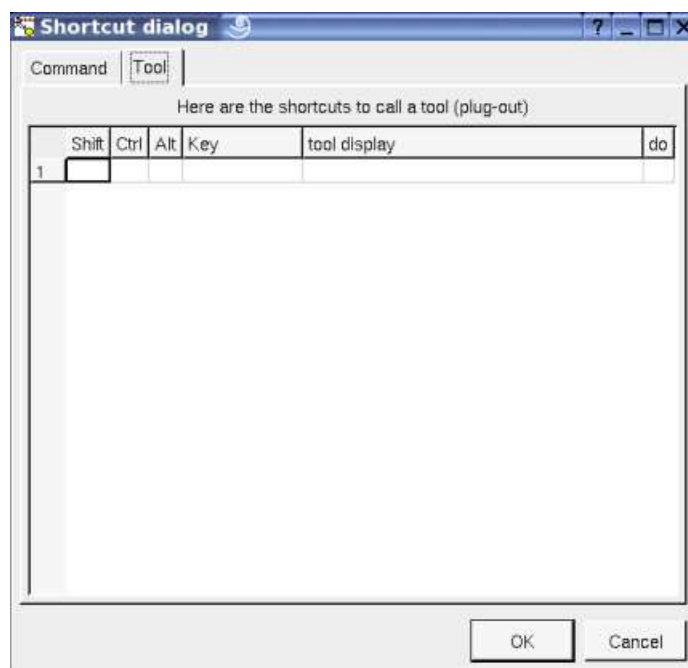 Shortcut dialog
Command Tool
Here are the shortcuts to call a tool (plug-out)
Shift Ctrl Alt Key tool display do
1
OK Cancel